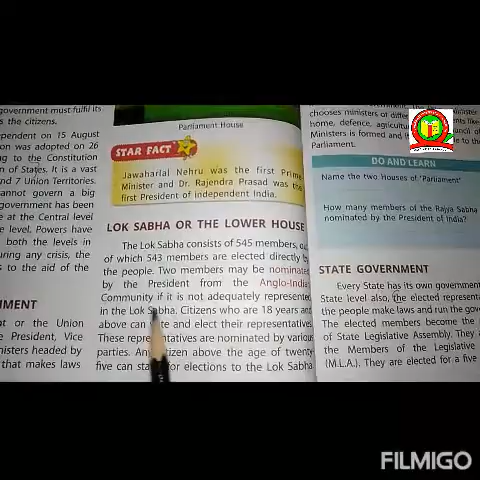 government must fulfil its
s the citizens.
pendent on 15 August
on was adopted on 26
ng to the Constitution
n of States. It is a vast
nd 7 Union Territories.
annot govern a big
government has been
e at the Central level
e level. Powers have
both the levels in
uring any crisis, the
s to the aid of the
NMENT
nt or the Union
he President, Vice
nisters headed by
that makes laws
Parliament House
STAR FACT
Jawaharlal Nehru was the first Prime
Minister and Dr. Rajendra Prasad was the
first President of independent India.
LOK SABHA OR THE LOWER HOUSE
The Lok Sabha consists of 545 members, ou
of which 543 members are elected directly by
the people. Two members may be nominated
by the President from the Anglo-Indian
Community if it is not adequately represented
in the Lok Sabha. Citizens who are 18 years and
above can te and elect their representatives.
These representatives are nominated by various
parties. Any citizen above the age of twenty
five can stand for elections to the Lok Sabha
chooses ministers of differ
home, defence, agricultu
Ministers is formed and i
Parliament.
DO AND LEARN
Name the two Houses of 'Parliament'
How many members of the Rajya Sabha
nominated by the President of India?
STATE GOVERNMENT
Every State has its own government
State level also, the elected represent
the people make laws and run the gove
The elected members become the
of State Legislative Assembly. They a
the Members of the Legislative
(M.L.A.). They are elected for a five
FILMIGO